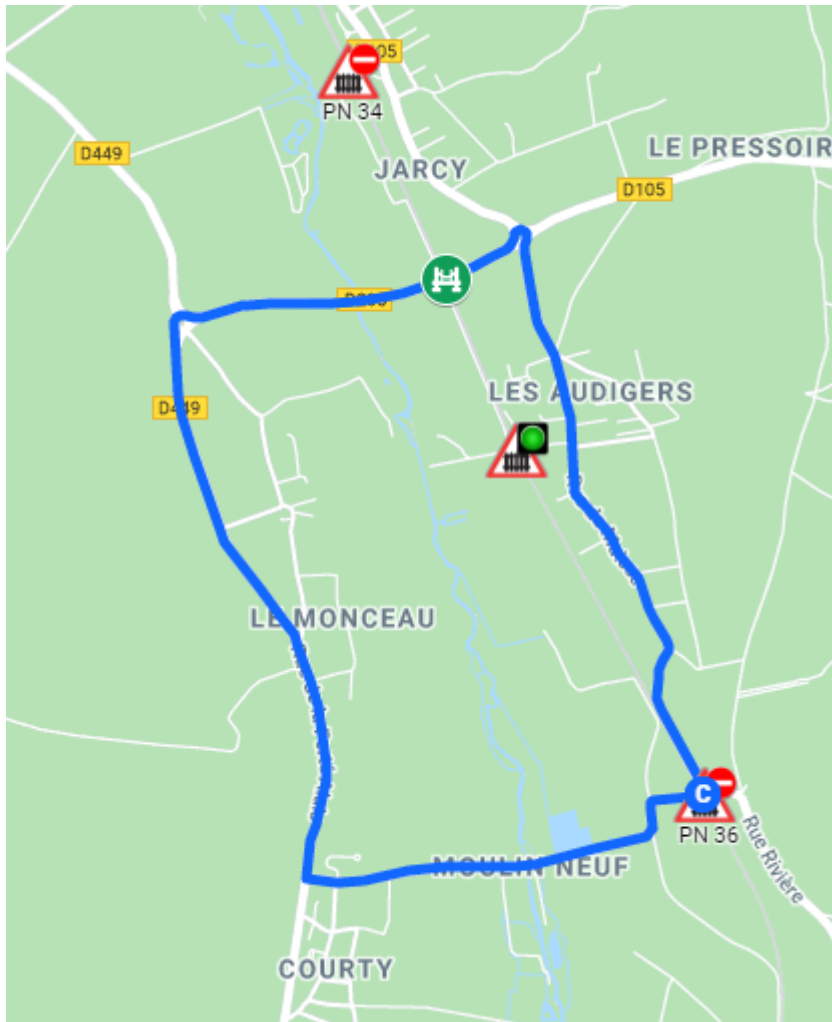 PN 34
D449
JARCY
LE PRESSOIR
D105
D449
LES AUDIGERS
LE MONCEAU
C
PN 36
Rue Rivière
MOULIN NEUF
COURTY